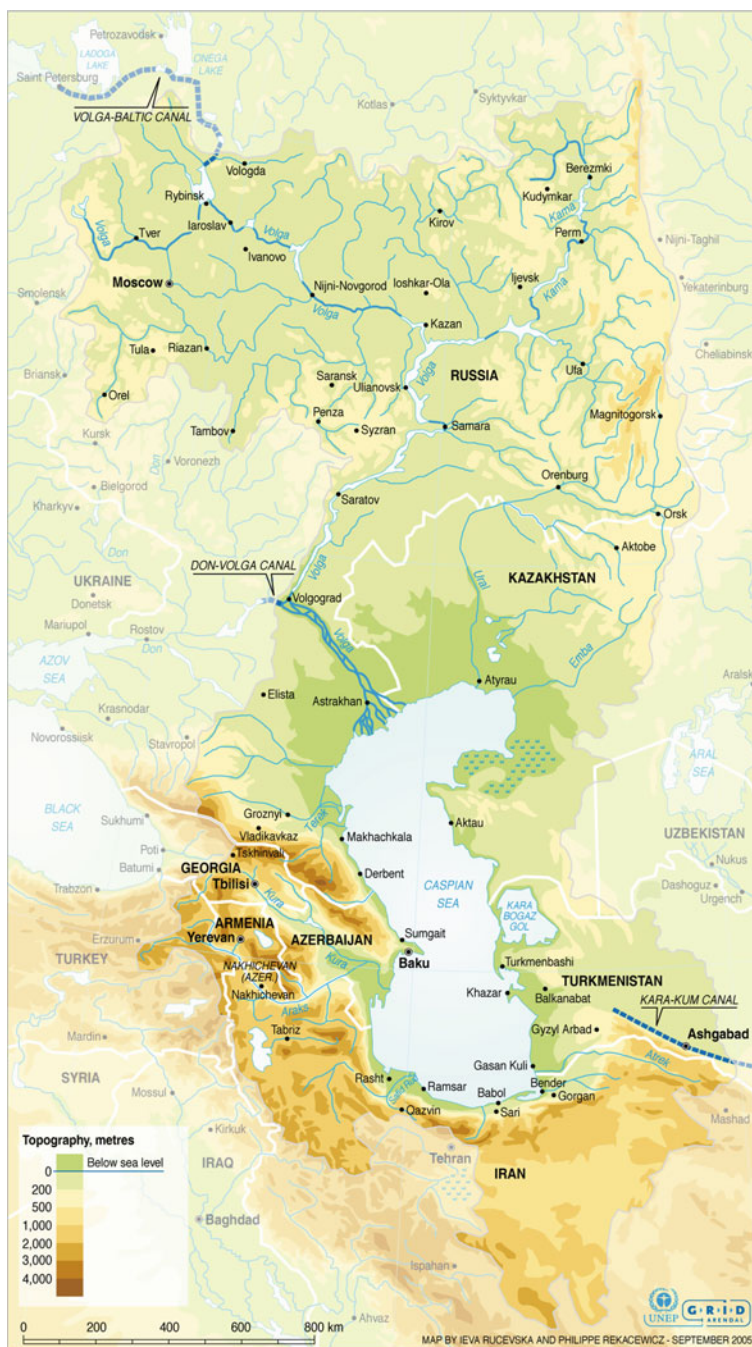 Petrozavodsk
LADOGA
LAKE
ONEGA
LAKE
Saint Petersburg
VOLGA-BALTIC CANAL
Kotlas
Syktyvkar
Vologda
Berezmki
Kudymkar
Rybinsk
Kama
Iaroslav
Volga
Kirov
Perm
Nijni-Taghil
Volga
Tver
Ivanovo
Moscow
Nijni-Novgorod
Ioshkar-Ola
Ijevsk
Kama
Yekaterinburg
Smolensk
Volga
Kazan
Cheliabinsk
Tula
Riazan
Briansk
Saransk
Ulianovsk
Volga
RUSSIA
Ufa
Orel
Penza
Magnitogorsk
Kursk
Tambov
Syzran
Samara
Don
Voronezh
Bielgorod
Saratov
Orenburg
Kharkyv
Orsk
Don
DON-VOLGA CANAL
Volga
Aktobe
UKRAINE
KAZAKHSTAN
Ural
Donetsk
Volgograd
Mariupol
Rostov
Don
Volga
Emba
AZOV
SEA
Elista
Astrakhan
Atyrau
Aralsk
Krasnodar
Novorossiisk
Stavropol
ARAL
SEA
BLACK
SEA
Sukhumi
Groznyi
Terek
Vladikavkaz
Makhachkala
Aktau
UZBEKISTAN
Poti
Tskhinvali
GEORGIA
Batumi
Tbilisi
Derbent
Nukus
Trabzon
Kura
CASPIAN
SEA
Dashoguz
Urgench
KARA
BOGAZ
GOL
ARMENIA
Erzurum
Yerevan
AZERBAIJAN
Sumgait
TURKEY
Kura
Baku
NAKHICHEVAN
(AZER.)
Turkmenbashi
TURKMENISTAN
Nakhichevan
Araks
Khazar
Balkanabat
KARA-KUM CANAL
Mardin
Tabriz
Gyzyl Arbad
Ashgabad
SYRIA
Gasan Kuli
Atrek
Mossul
Rasht
Ramsar
Babol
Bender
Gorgan
Qazvin
Sari
Mashad
Kirkuk
Tehran
IRAQ
IRAN
Baghdad
Ispahan
Ahvaz
Topography, metres
Below sea level
0
200
500
1,000
2,000
3,000
4,000
0 200 400 600 800 km
UNEP
GRID
ARENDAL
MAP BY IEVA RUCEVSKA AND PHILIPPE REKACEWICZ - SEPTEMBER 2005